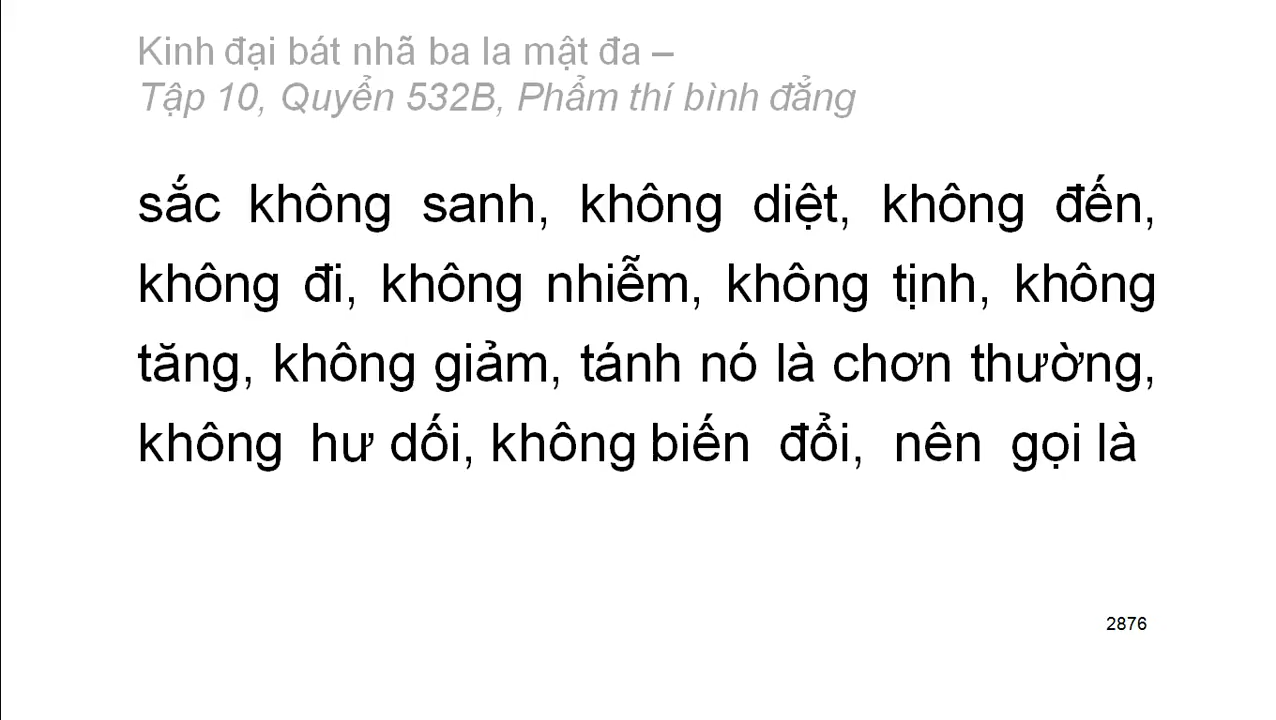 Kinh đại bát nhã ba la mật đa –
Tập 10, Quyển 532B, Phẩm thí bình đẳng
sắc không sanh, không diệt, không đến,
không đi, không nhiễm, không tịnh, không
tăng, không giảm, tánh nó là chơn thường,
không hư dối, không biến đổi, nên gọi là
2876